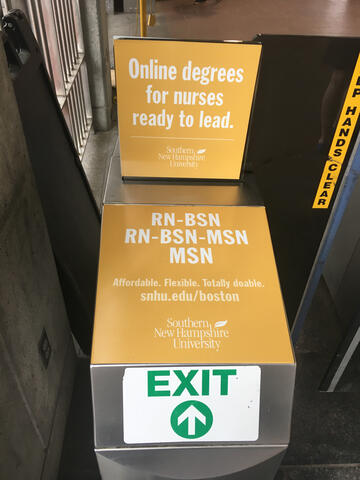 Online degrees
for nurses
ready to lead.
Southern
New Hampshire
University
RN-BSN
RN-BSN-MSN
MSN
Affordable. Flexible. Totally doable.
snhu.edu/boston
Southern
New Hampshire
University
EXIT
HANDS CLEAR